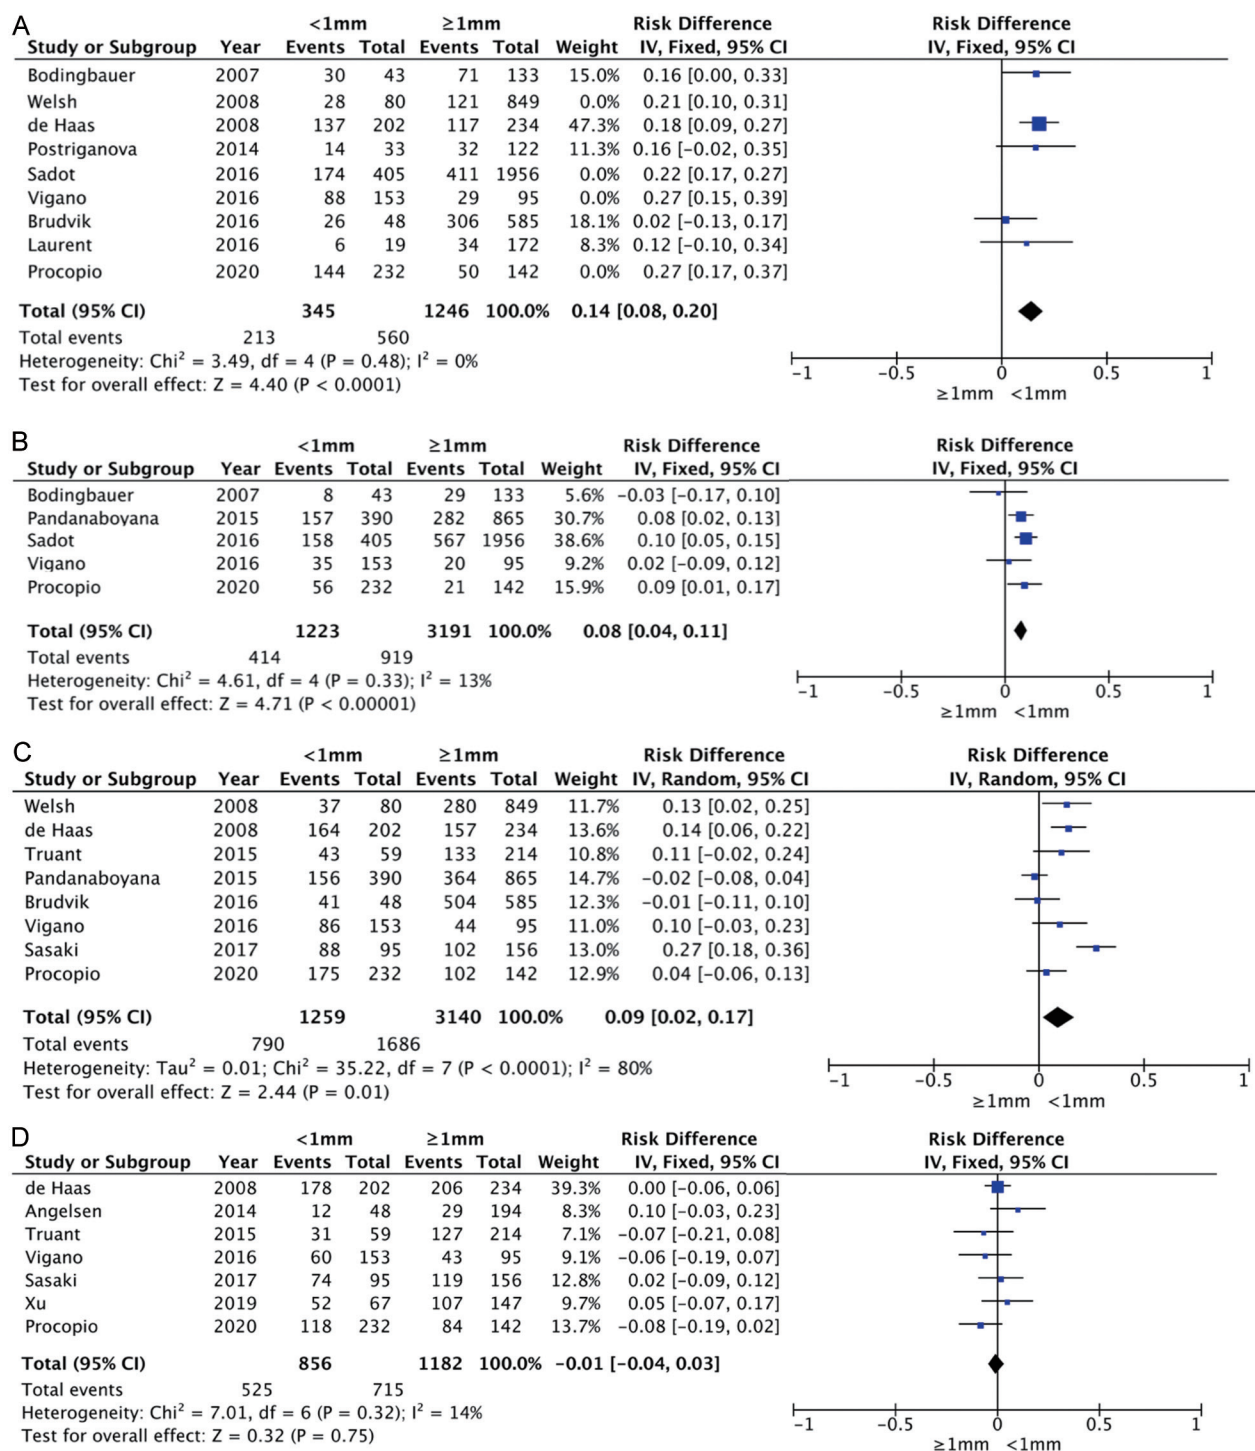 A
<1mm ≥1mm Risk Difference Risk Difference
Study or Subgroup Year Events Total Events Total Weight IV, Fixed, 95% CI IV, Fixed, 95% CI
Bodingbauer 2007 30 43 71 133 15.0% 0.16 [0.00, 0.33]
Welsh 2008 28 80 121 849 0.0% 0.21 [0.10, 0.31]
de Haas 2008 137 202 117 234 47.3% 0.18 [0.09, 0.27]
Postriganova 2014 14 33 32 122 11.3% 0.16 [−0.02, 0.35]
Sadot 2016 174 405 411 1956 0.0% 0.22 [0.17, 0.27]
Vigano 2016 88 153 29 95 0.0% 0.27 [0.15, 0.39]
Brudvik 2016 26 48 306 585 18.1% 0.02 [−0.13, 0.17]
Laurent 2016 6 19 34 172 8.3% 0.12 [−0.10, 0.34]
Procopio 2020 144 232 50 142 0.0% 0.27 [0.17, 0.37]
Total (95% CI) 345 1246 100.0% 0.14 [0.08, 0.20]
Total events 213 560
Heterogeneity: Chi² = 3.49, df = 4 (P = 0.48); I² = 0%
Test for overall effect: Z = 4.40 (P < 0.0001)
−1 −0.5 0 0.5 1
≥1mm <1mm
B
<1mm ≥1mm Risk Difference Risk Difference
Study or Subgroup Year Events Total Events Total Weight IV, Fixed, 95% CI IV, Fixed, 95% CI
Bodingbauer 2007 8 43 29 133 5.6% −0.03 [−0.17, 0.10]
Pandanaboyana 2015 157 390 282 865 30.7% 0.08 [0.02, 0.13]
Sadot 2016 158 405 567 1956 38.6% 0.10 [0.05, 0.15]
Vigano 2016 35 153 20 95 9.2% 0.02 [−0.09, 0.12]
Procopio 2020 56 232 21 142 15.9% 0.09 [0.01, 0.17]
Total (95% CI) 1223 3191 100.0% 0.08 [0.04, 0.11]
Total events 414 919
Heterogeneity: Chi² = 4.61, df = 4 (P = 0.33); I² = 13%
Test for overall effect: Z = 4.71 (P < 0.00001)
−1 −0.5 0 0.5 1
≥1mm <1mm
C
<1mm ≥1mm Risk Difference Risk Difference
Study or Subgroup Year Events Total Events Total Weight IV, Random, 95% CI IV, Random, 95% CI
Welsh 2008 37 80 280 849 11.7% 0.13 [0.02, 0.25]
de Haas 2008 164 202 157 234 13.6% 0.14 [0.06, 0.22]
Truant 2015 43 59 133 214 10.8% 0.11 [−0.02, 0.24]
Pandanaboyana 2015 156 390 364 865 14.7% −0.02 [−0.08, 0.04]
Brudvik 2016 41 48 504 585 12.3% −0.01 [−0.11, 0.10]
Vigano 2016 86 153 44 95 11.0% 0.10 [−0.03, 0.23]
Sasaki 2017 88 95 102 156 13.0% 0.27 [0.18, 0.36]
Procopio 2020 175 232 102 142 12.9% 0.04 [−0.06, 0.13]
Total (95% CI) 1259 3140 100.0% 0.09 [0.02, 0.17]
Total events 790 1686
Heterogeneity: Tau² = 0.01; Chi² = 35.22, df = 7 (P < 0.0001); I² = 80%
Test for overall effect: Z = 2.44 (P = 0.01)
−1 −0.5 0 0.5 1
≥1mm <1mm
D
<1mm ≥1mm Risk Difference Risk Difference
Study or Subgroup Year Events Total Events Total Weight IV, Fixed, 95% CI IV, Fixed, 95% CI
de Haas 2008 178 202 206 234 39.3% 0.00 [−0.06, 0.06]
Angelsen 2014 12 48 29 194 8.3% 0.10 [−0.03, 0.23]
Truant 2015 31 59 127 214 7.1% −0.07 [−0.21, 0.08]
Vigano 2016 60 153 43 95 9.1% −0.06 [−0.19, 0.07]
Sasaki 2017 74 95 119 156 12.8% 0.02 [−0.09, 0.12]
Xu 2019 52 67 107 147 9.7% 0.05 [−0.07, 0.17]
Procopio 2020 118 232 84 142 13.7% −0.08 [−0.19, 0.02]
Total (95% CI) 856 1182 100.0% −0.01 [−0.04, 0.03]
Total events 525 715
Heterogeneity: Chi² = 7.01, df = 6 (P = 0.32); I² = 14%
Test for overall effect: Z = 0.32 (P = 0.75)
−1 −0.5 0 0.5 1
≥1mm <1mm